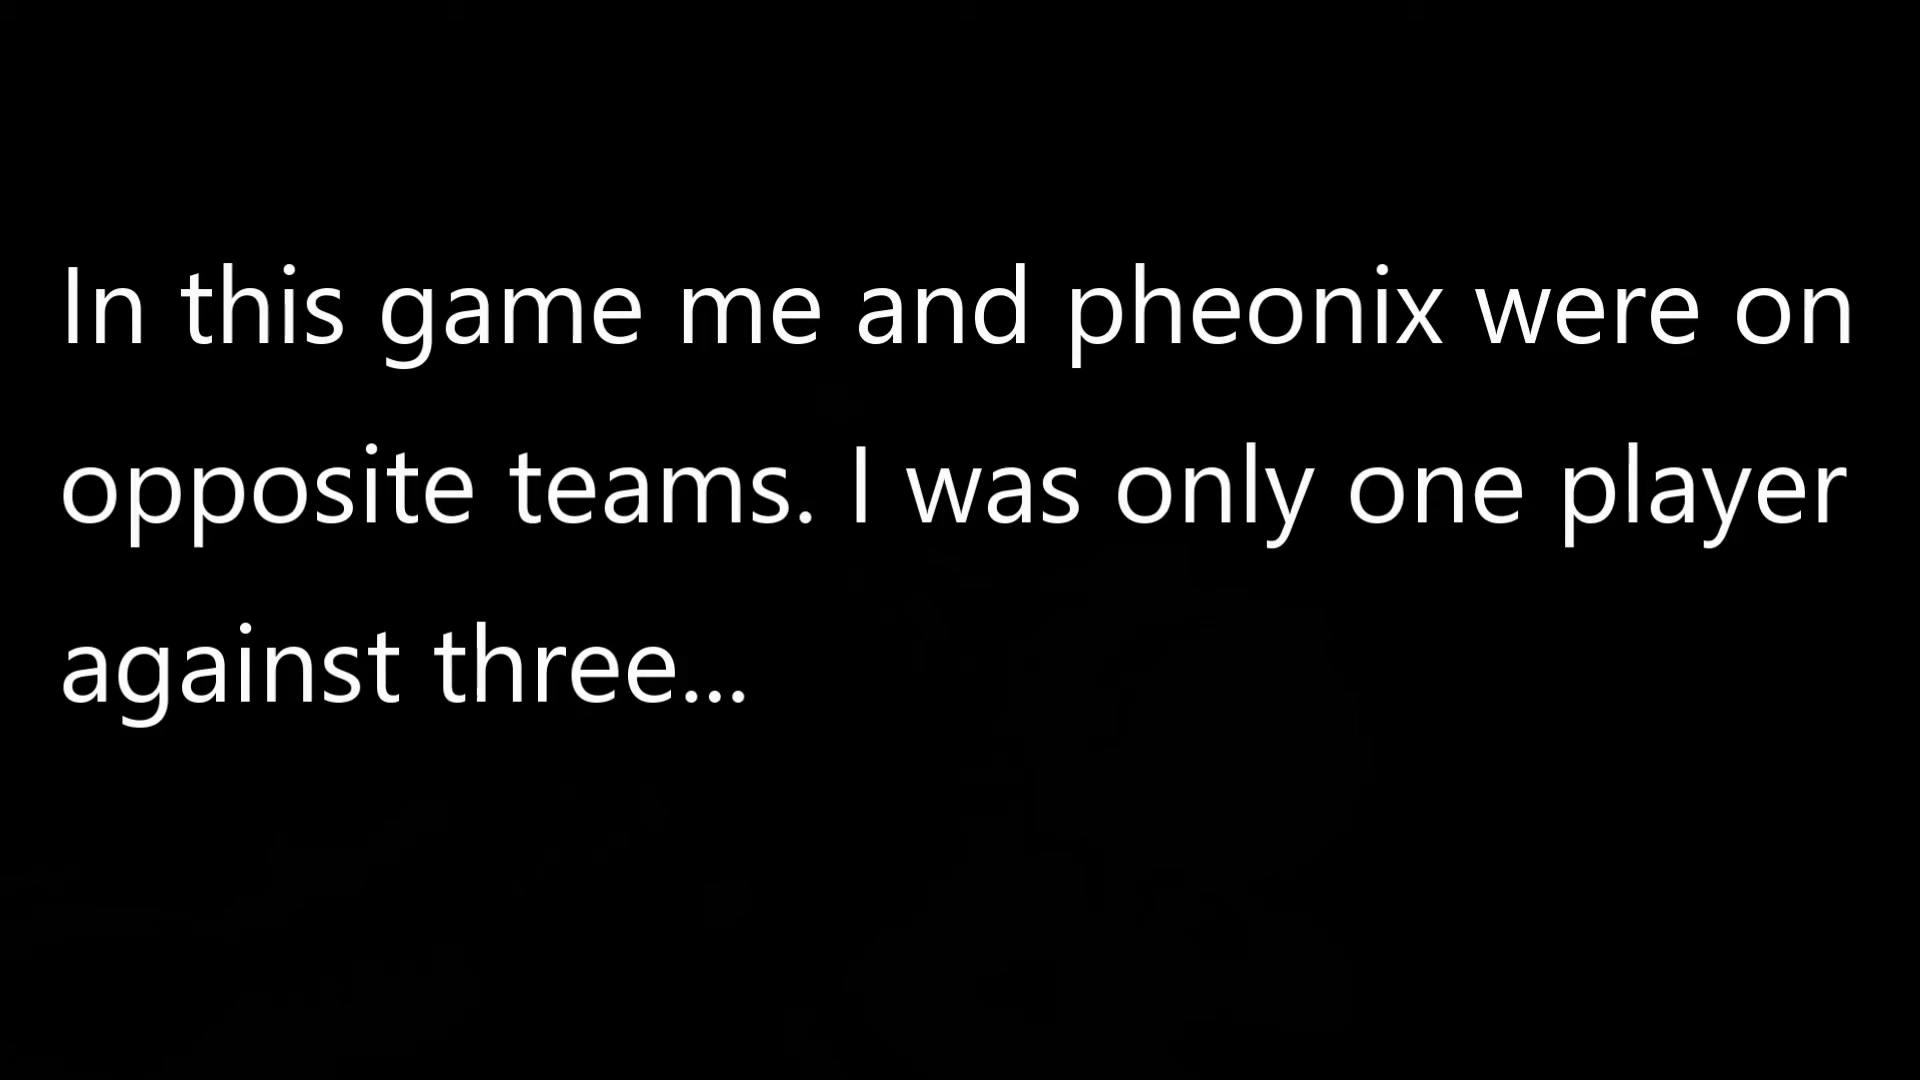 In this game me and pheonix were on
opposite teams. I was only one player
against three...